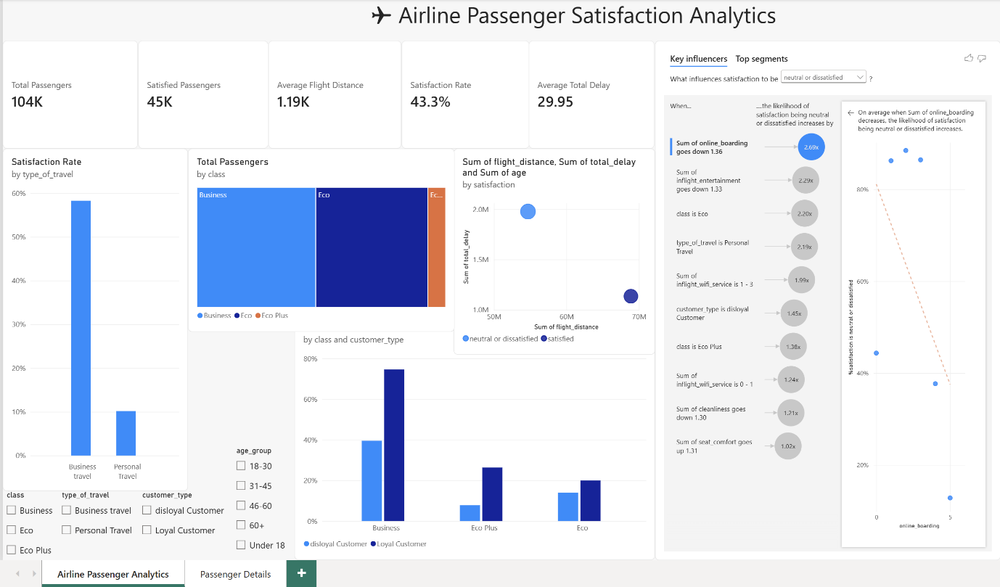 Airline Passenger Satisfaction Analytics
Total Passengers
104K
Satisfied Passengers
45K
Average Flight Distance
1.19K
Satisfaction Rate
43.3%
Average Total Delay
29.95
Satisfaction Rate
by type_of_travel
60%
50%
40%
30%
20%
10%
0%
Business
travel
Personal
Travel
Total Passengers
by class
Business
Eco
Ec...
Business
Eco
Eco Plus
Sum of flight_distance, Sum of total_delay
and Sum of age
by satisfaction
Sum of total_delay
2.0M
1.5M
1.0M
50M
60M
70M
Sum of flight_distance
neutral or dissatisfied
satisfied
by class and customer_type
80%
60%
40%
20%
0%
Business
Eco Plus
Eco
disloyal Customer
Loyal Customer
age_group
18-30
31-45
46-60
60+
Under 18
class
Business
Eco
Eco Plus
type_of_travel
Business travel
Personal Travel
customer_type
disloyal Customer
Loyal Customer
Key influencers
Top segments
What influences satisfaction to be
neutral or dissatisfied
?
When...
....the likelihood of
satisfaction being neutral
or dissatisfied increases by
Sum of online_boarding
goes down 1.36
2.69x
Sum of
inflight_entertainment
goes down 1.33
2.29x
class is Eco
2.20x
type_of_travel is Personal
Travel
2.19x
Sum of
inflight_wifi_service is 1 - 3
1.99x
customer_type is disloyal
Customer
1.45x
class is Eco Plus
1.38x
Sum of
inflight_wifi_service is 0 - 1
1.24x
Sum of cleanliness goes
down 1.30
1.21x
Sum of seat_comfort goes
up 1.31
1.02x
On average when Sum of online_boarding
decreases, the likelihood of satisfaction
being neutral or dissatisfied increases.
%satisfaction is neutral or dissatisfied
80%
60%
40%
20%
0
5
online_boarding
Airline Passenger Analytics
Passenger Details
+